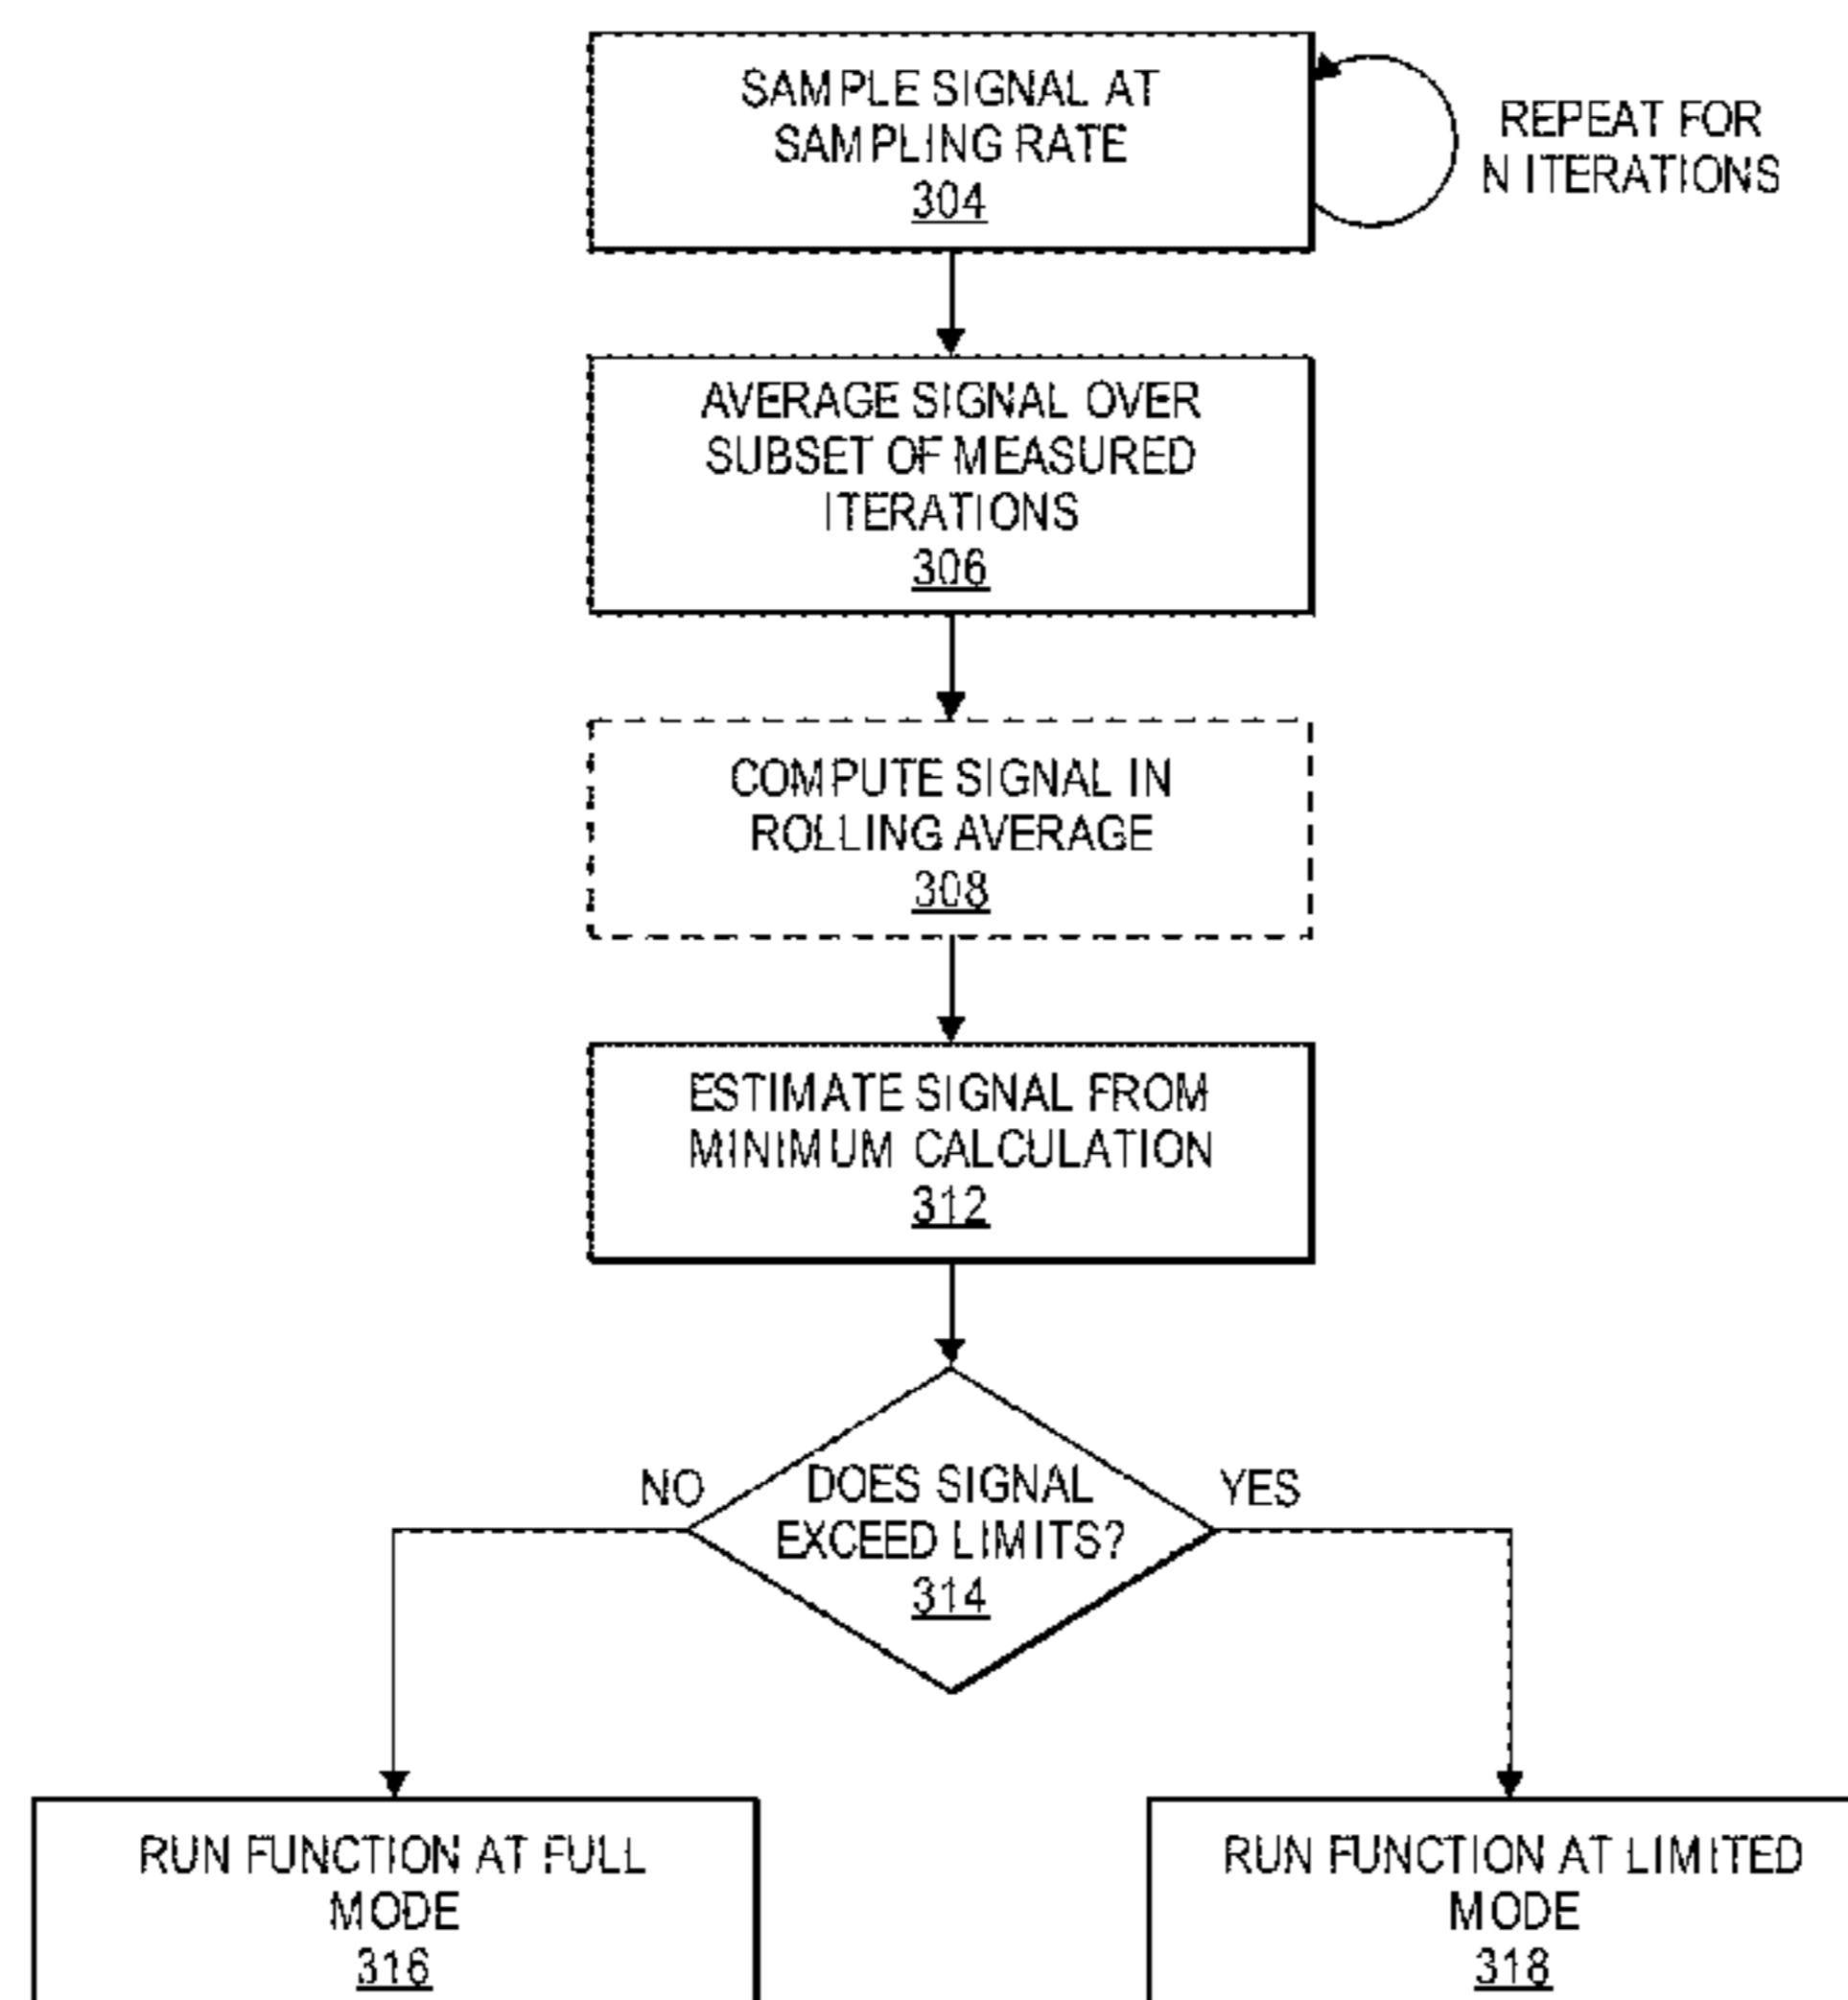 SAMPLE SIGNAL AT
SAMPLING RATE
304
REPEAT FOR
N ITERATIONS
AVERAGE SIGNAL OVER
SUBSET OF MEASURED
ITERATIONS
306
COMPUTE SIGNAL IN
ROLLING AVERAGE
308
ESTIMATE SIGNAL FROM
MINIMUM CALCULATION
312
NO
DOES SIGNAL
EXCEED LIMITS?
314
YES
RUN FUNCTION AT FULL
MODE
316
RUN FUNCTION AT LIMITED
MODE
318